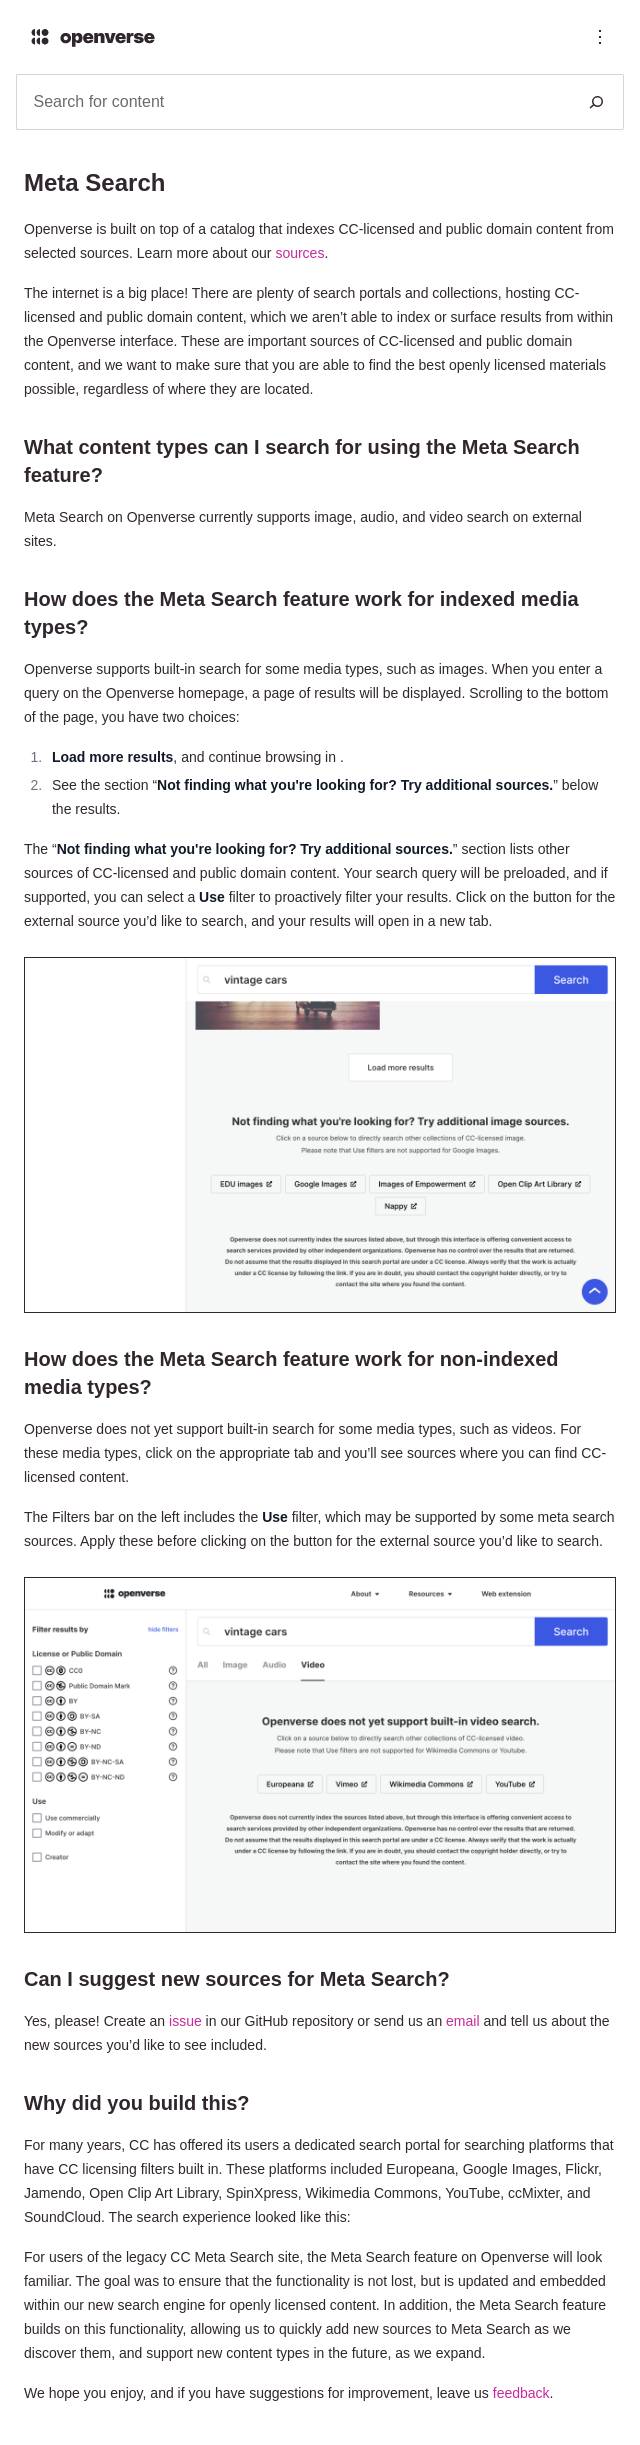 openverse
Search for content
Meta Search
Openverse is built on top of a catalog that indexes CC-licensed and public domain content from
selected sources. Learn more about our sources.
The internet is a big place! There are plenty of search portals and collections, hosting CC-
licensed and public domain content, which we aren’t able to index or surface results from within
the Openverse interface. These are important sources of CC-licensed and public domain
content, and we want to make sure that you are able to find the best openly licensed materials
possible, regardless of where they are located.
What content types can I search for using the Meta Search
feature?
Meta Search on Openverse currently supports image, audio, and video search on external
sites.
How does the Meta Search feature work for indexed media
types?
Openverse supports built-in search for some media types, such as images. When you enter a
query on the Openverse homepage, a page of results will be displayed. Scrolling to the bottom
of the page, you have two choices:
1. Load more results, and continue browsing in .
2. See the section “Not finding what you're looking for? Try additional sources.” below
the results.
The “Not finding what you're looking for? Try additional sources.” section lists other
sources of CC-licensed and public domain content. Your search query will be preloaded, and if
supported, you can select a Use filter to proactively filter your results. Click on the button for the
external source you’d like to search, and your results will open in a new tab.
vintage cars Search
Load more results
Not finding what you're looking for? Try additional image sources.
Click on a source below to directly search other collections of CC-licensed image.
Please note that Use filters are not supported for Google Images.
EDU images Google Images Images of Empowerment Open Clip Art Library
Nappy
Openverse does not currently index the sources listed above, but through this interface is offering convenient access to
search services provided by other independent organizations. Openverse has no control over the results that are returned.
Do not assume that the results displayed in this search portal are under a CC license. Always verify that the work is actually
under a CC license by following the link. If you are in doubt, you should contact the copyright holder directly, or try to
contact the site where you found the content.
How does the Meta Search feature work for non-indexed
media types?
Openverse does not yet support built-in search for some media types, such as videos. For
these media types, click on the appropriate tab and you’ll see sources where you can find CC-
licensed content.
The Filters bar on the left includes the Use filter, which may be supported by some meta search
sources. Apply these before clicking on the button for the external source you’d like to search.
openverse About Resources Web extension
Filter results by hide filters
License or Public Domain
CC0
Public Domain Mark
BY
BY-SA
BY-NC
BY-ND
BY-NC-SA
BY-NC-ND
Use
Use commercially
Modify or adapt
Creator
vintage cars Search
All Image Audio Video
Openverse does not yet support built-in video search.
Click on a source below to directly search other collections of CC-licensed video.
Please note that Use filters are not supported for Wikimedia Commons or Youtube.
Europeana Vimeo Wikimedia Commons YouTube
Openverse does not currently index the sources listed above, but through this interface is offering convenient access to
search services provided by other independent organizations. Openverse has no control over the results that are returned.
Do not assume that the results displayed in this search portal are under a CC license. Always verify that the work is actually
under a CC license by following the link. If you are in doubt, you should contact the copyright holder directly, or try to
contact the site where you found the content.
Can I suggest new sources for Meta Search?
Yes, please! Create an issue in our GitHub repository or send us an email and tell us about the
new sources you’d like to see included.
Why did you build this?
For many years, CC has offered its users a dedicated search portal for searching platforms that
have CC licensing filters built in. These platforms included Europeana, Google Images, Flickr,
Jamendo, Open Clip Art Library, SpinXpress, Wikimedia Commons, YouTube, ccMixter, and
SoundCloud. The search experience looked like this:
For users of the legacy CC Meta Search site, the Meta Search feature on Openverse will look
familiar. The goal was to ensure that the functionality is not lost, but is updated and embedded
within our new search engine for openly licensed content. In addition, the Meta Search feature
builds on this functionality, allowing us to quickly add new sources to Meta Search as we
discover them, and support new content types in the future, as we expand.
We hope you enjoy, and if you have suggestions for improvement, leave us feedback.